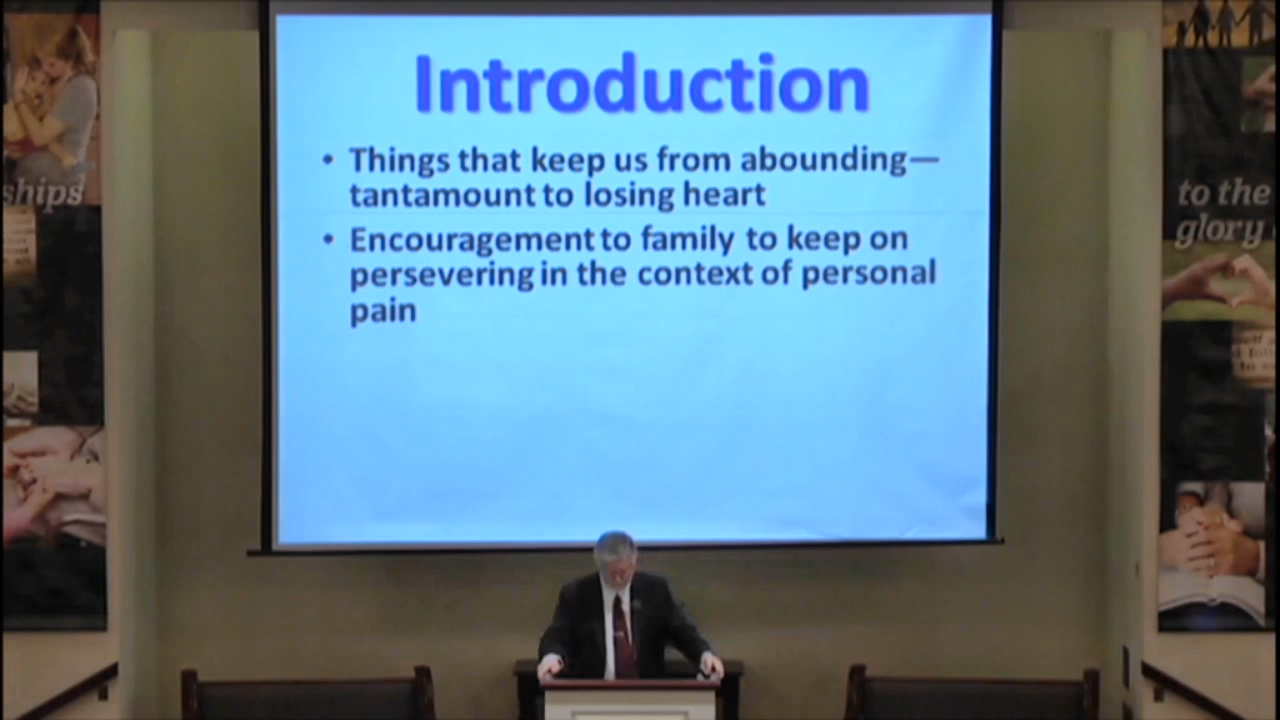 Introduction
• Things that keep us from abounding—
tantamount to losing heart
• Encouragement to family to keep on
persevering in the context of personal
pain
ships
to the
glory